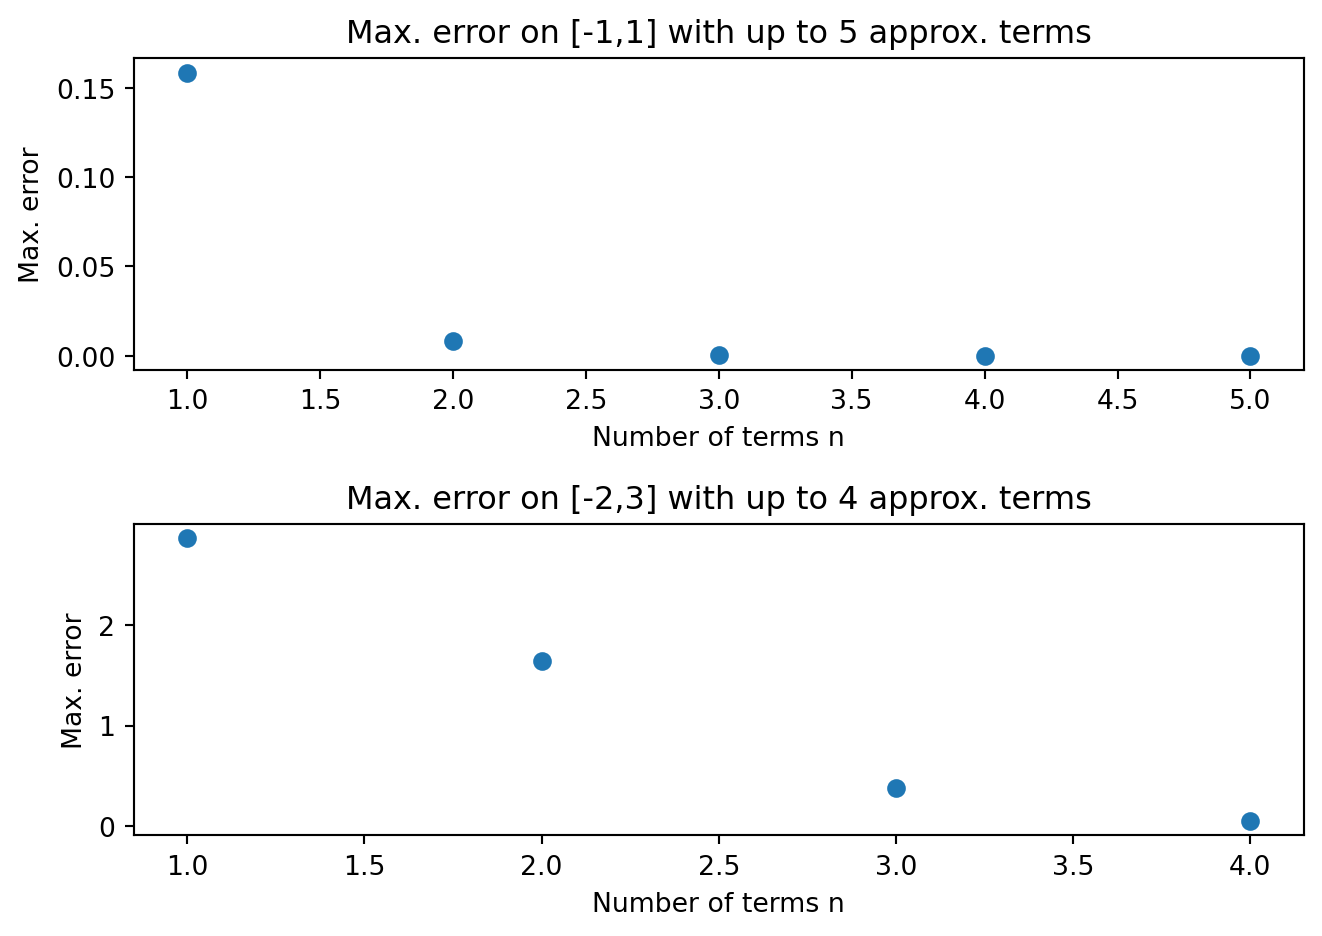 Max. error on [-1,1] with up to 5 approx. terms
Max. error
0.15
0.10
0.05
0.00
1.0 1.5 2.0 2.5 3.0 3.5 4.0 4.5 5.0
Number of terms n
Max. error on [-2,3] with up to 4 approx. terms
Max. error
2
1
0
1.0 1.5 2.0 2.5 3.0 3.5 4.0
Number of terms n